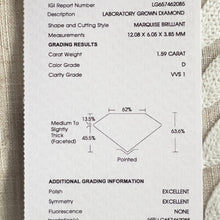 IGI Report Number LG657462085
Description LABORATORY GROWN DIAMOND
Shape and Cutting Style MARQUISE BRILLIANT
Measurements 12.08 X 6.05 X 3.85 MM
GRADING RESULTS
Carat Weight 1.59 CARAT
Color Grade D
Clarity Grade VVS 1
62%
13.5%
Medium To
Slightly
Thick
(Faceted)
45.5%
63.6%
Pointed
ADDITIONAL GRADING INFORMATION
Polish EXCELLENT
Symmetry EXCELLENT
Fluorescence NONE